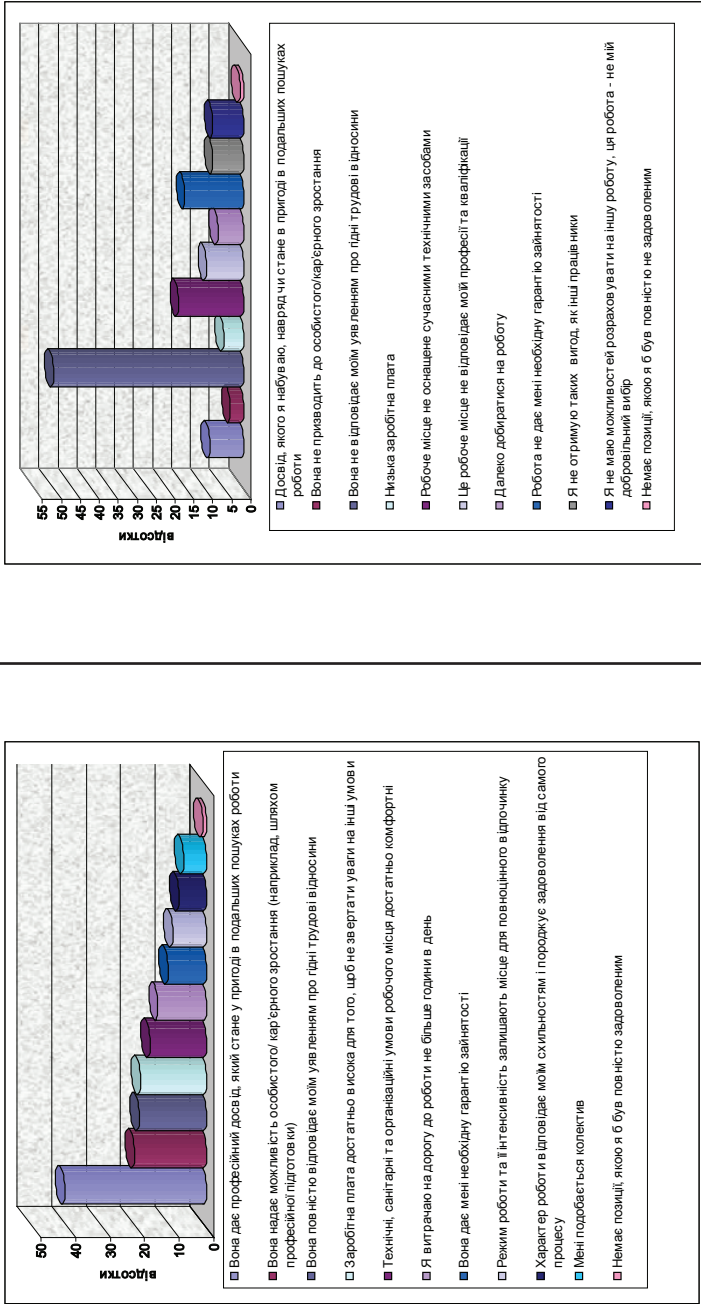 50
40
30
20
10
0
відсотки
Вона дає професійний досвід, який стане у пригоді в подальших пошуках роботи
Вона надає можливість особистого/ кар'єрного зростання (наприклад, шляхом
професійної підготовки)
Вона повністю відповідає моїм уявленням про гідні трудові відносини
Заробітна плата достатньо висока для того, щоб не звертати уваги на інші умови
Технічні, санітарні та організаційні умови робочого місця достатньо комфортні
Я витрачаю на дорогу до роботи не більше години в день
Вона дає мені необхідну гарантію зайнятості
Режим роботи та її інтенсивність залишають місце для повноцінного відпочинку
Характер роботи відповідає моїм схильностям і породжує задоволення від самого
процесу
Мені подобається колектив
Немає позиції, якою я б був повністю задоволеним
55
50
45
40
35
30
25
20
15
10
5
0
відсотки
Досвід, якого я набуваю, навряд чи стане в пригоді в подальших пошуках
роботи
Вона не призводить до особистого/кар'єрного зростання
Вона не відповідає моїм уявленням про гідні трудові відносини
Низька заробітна плата
Робоче місце не оснащене сучасними технічними засобами
Це робоче місце не відповідає моїй професії та кваліфікації
Далеко добиратися на роботу
Робота не дає мені необхідну гарантію зайнятості
Я не отримую таких вигод, як інші працівники
Я не маю можливостей розраховувати на іншу роботу, ця робота - не мій
добровільний вибір
Немає позиції, якою я б був повністю не задоволеним